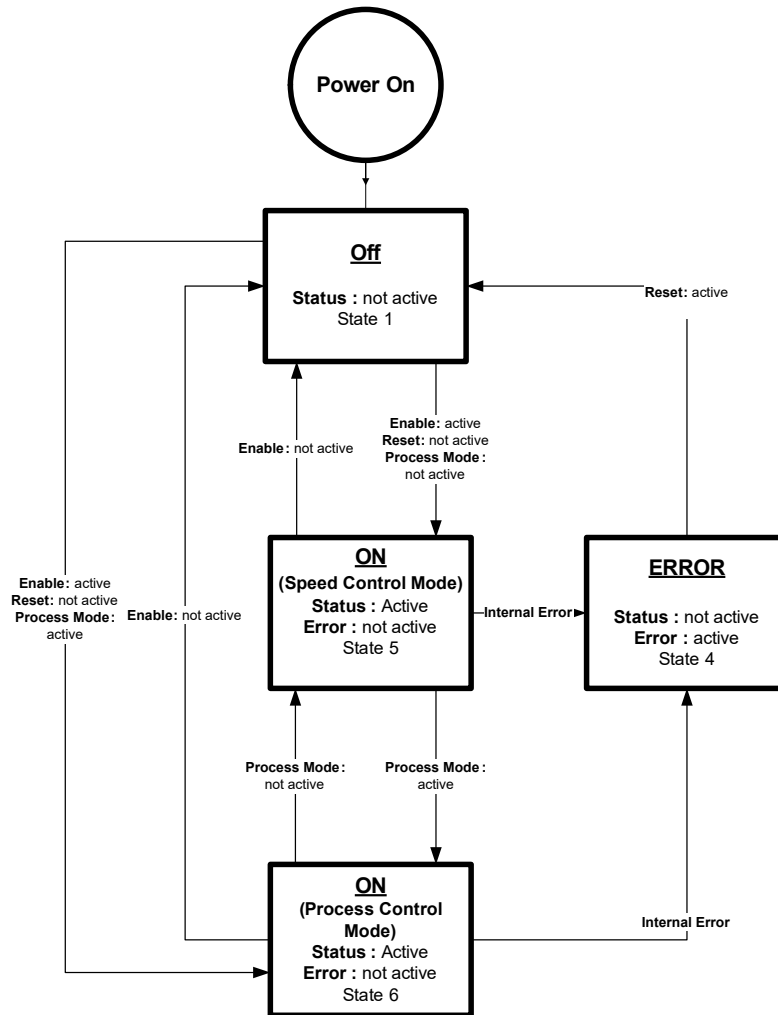 Power On
Off
Status : not active
State 1
Reset: active
Enable: not active
Enable: active
Reset: not active
Process Mode :
not active
ON
(Speed Control Mode)
Status : Active
Error : not active
State 5
Internal Error
ERROR
Status : not active
Error : active
State 4
Enable: active
Reset: not active
Process Mode :
active
Enable: not active
Process Mode :
not active
Process Mode :
active
ON
(Process Control
Mode)
Status : Active
Error : not active
State 6
Internal Error